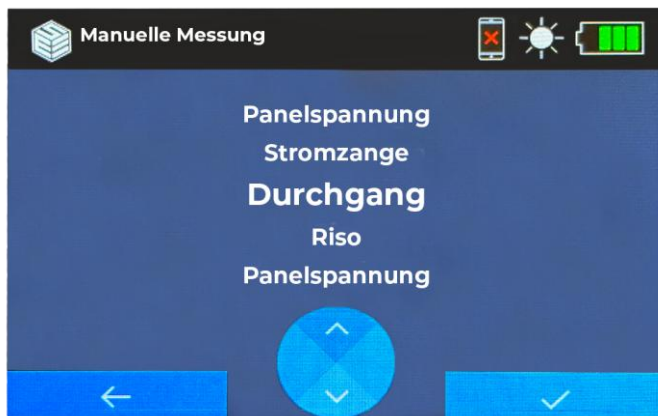 Manuelle Messung
Panelspannung
Stromzange
Durchgang
Riso
Panelspannung